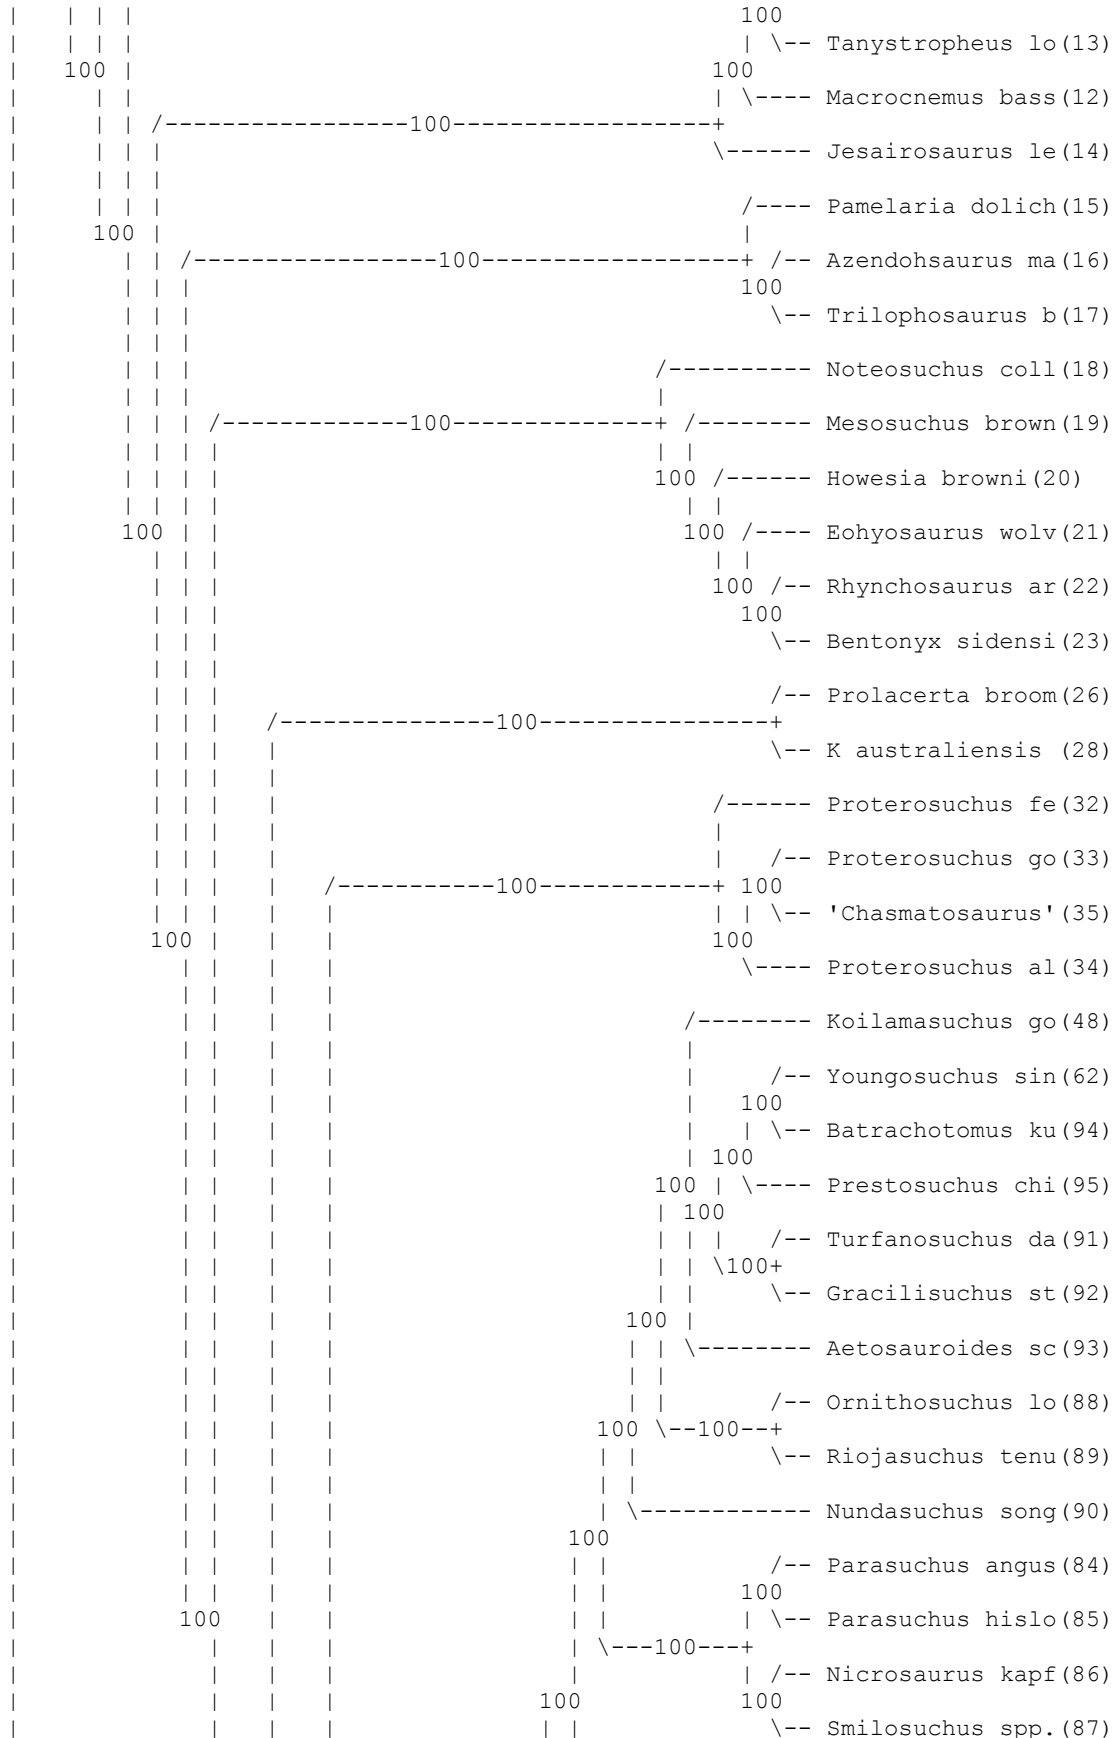 |    | | |                                           100
|    | | |                                          | \-- Tanystropheus lo(13)
|   100 |                                         100
|      | |                                        | \---- Macrocnemus bass(12)
|      | | /-----------------100------------------+
|      | | |                                      \------ Jesairosaurus le(14)
|      | | |
|      | | |                                        /---- Pamelaria dolich(15)
|     100 |                                         |
|        | | /-----------------100------------------+ /-- Azendohsaurus ma(16)
|        | | |                                      100
|        | | |                                        \-- Trilophosaurus b(17)
|        | | |
|        | | |                                /---------- Noteosuchus coll(18)
|        | | |                                |
|        | | | /-------------100--------------+ /-------- Mesosuchus brown(19)
|        | | | |                              | |
|        | | | |                              100 /------ Howesia browni(20)
|        | | | |                                | |
|       100 | |                                100 /---- Eohyosaurus wolv(21)
|          | | |                                  | |
|          | | |                                  100 /-- Rhynchosaurus ar(22)
|          | | |                                    100
|          | | |                                      \-- Bentonyx sidensi(23)
|          | | |
|          | | |                                      /-- Prolacerta broom(26)
|          | | |   /---------------100----------------+
|          | | |   |                                  \-- K australiensis (28)
|          | | |   |
|          | | |   |                              /------ Proterosuchus fe(32)
|          | | |   |                              |
|          | | |   |                              |   /-- Proterosuchus go(33)
|          | | |   |   /-----------100------------+ 100
|          | | |   |   |                          | | \-- 'Chasmatosaurus'(35)
|         100 |   |   |                          100
|            | |   |   |                            \---- Proterosuchus al(34)
|            | |   |   |
|            | |   |   |                        /-------- Koilamasuchus go(48)
|            | |   |   |                        |
|            | |   |   |                        |     /-- Youngosuchus sin(62)
|            | |   |   |                        |   100
|            | |   |   |                        |   | \-- Batrachotomus ku(94)
|            | |   |   |                        | 100
|            | |   |   |                      100 | \---- Prestosuchus chi(95)
|            | |   |   |                      | 100
|            | |   |   |                      | | |   /-- Turfanosuchus da(91)
|            | |   |   |                      | | \100+
|            | |   |   |                      | |     \-- Gracilisuchus st(92)
|            | |   |   |                    100 |
|            | |   |   |                    | | \-------- Aetosauroides sc(93)
|            | |   |   |                    | |
|            | |   |   |                    | |       /-- Ornithosuchus lo(88)
|            | |   |   |                  100 \--100--+
|            | |   |   |                  | |         \-- Riojasuchus tenu(89)
|            | |   |   |                  | |
|            | |   |   |                  | \------------ Nundasuchus song(90)
|            | |   |   |                100
|            | |   |   |                | |           /-- Parasuchus angus(84)
|            | |   |   |                | |         100
|           100   |   |                | |         | \-- Parasuchus hislo(85)
|              |   |   |                | \---100---+
|              |   |   |                |           | /-- Nicrosaurus kapf(86)
|              |   |   |              100           100
|              |   |   |              | |             \-- Smilosuchus spp.(87)